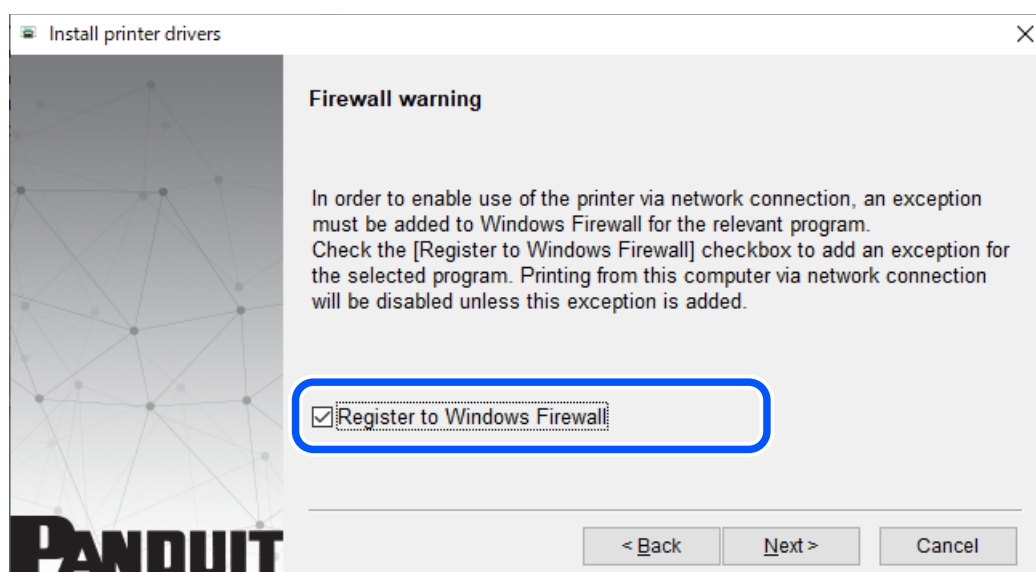 Install printer drivers
Firewall warning
In order to enable use of the printer via network connection, an exception
must be added to Windows Firewall for the relevant program.
Check the [Register to Windows Firewall] checkbox to add an exception for
the selected program. Printing from this computer via network connection
will be disabled unless this exception is added.
Register to Windows Firewall
PANDUIT
< Back Next > Cancel